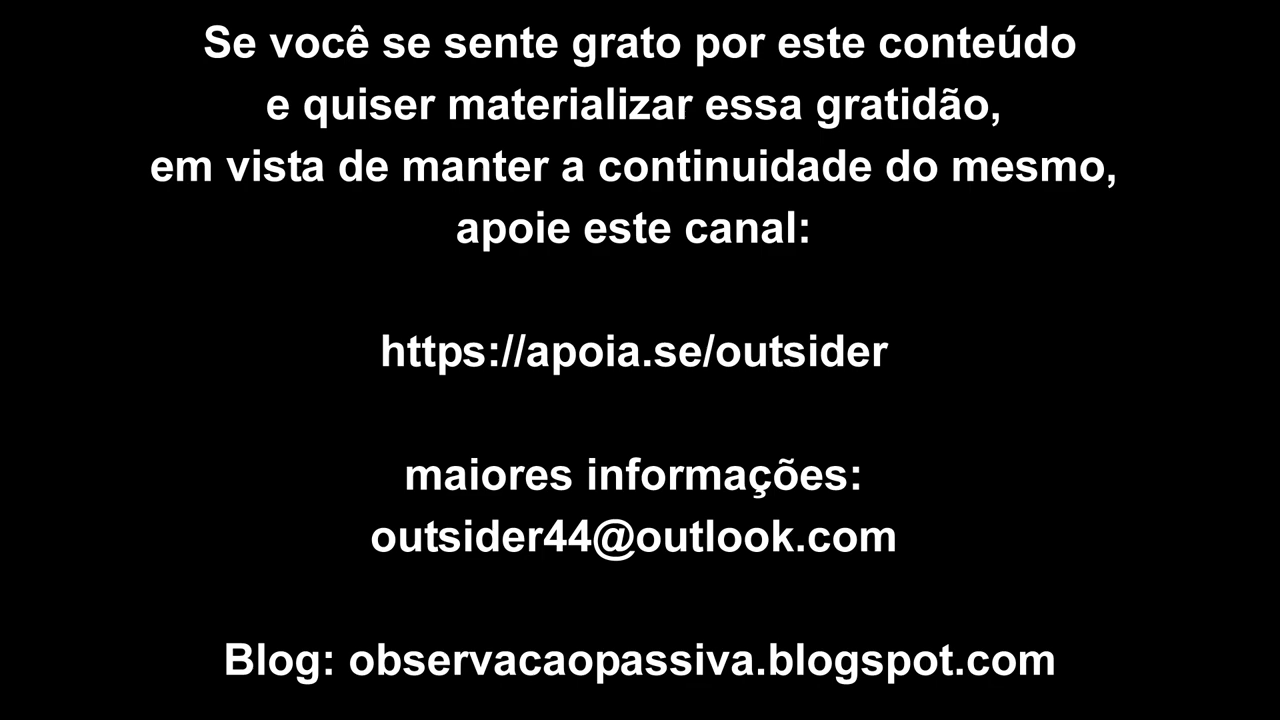 Se você se sente grato por este conteúdo
e quiser materializar essa gratidão,
em vista de manter a continuidade do mesmo,
apoie este canal:
https://apoia.se/outsider
maiores informações:
outsider44@outlook.com
Blog: observacaopassiva.blogspot.com